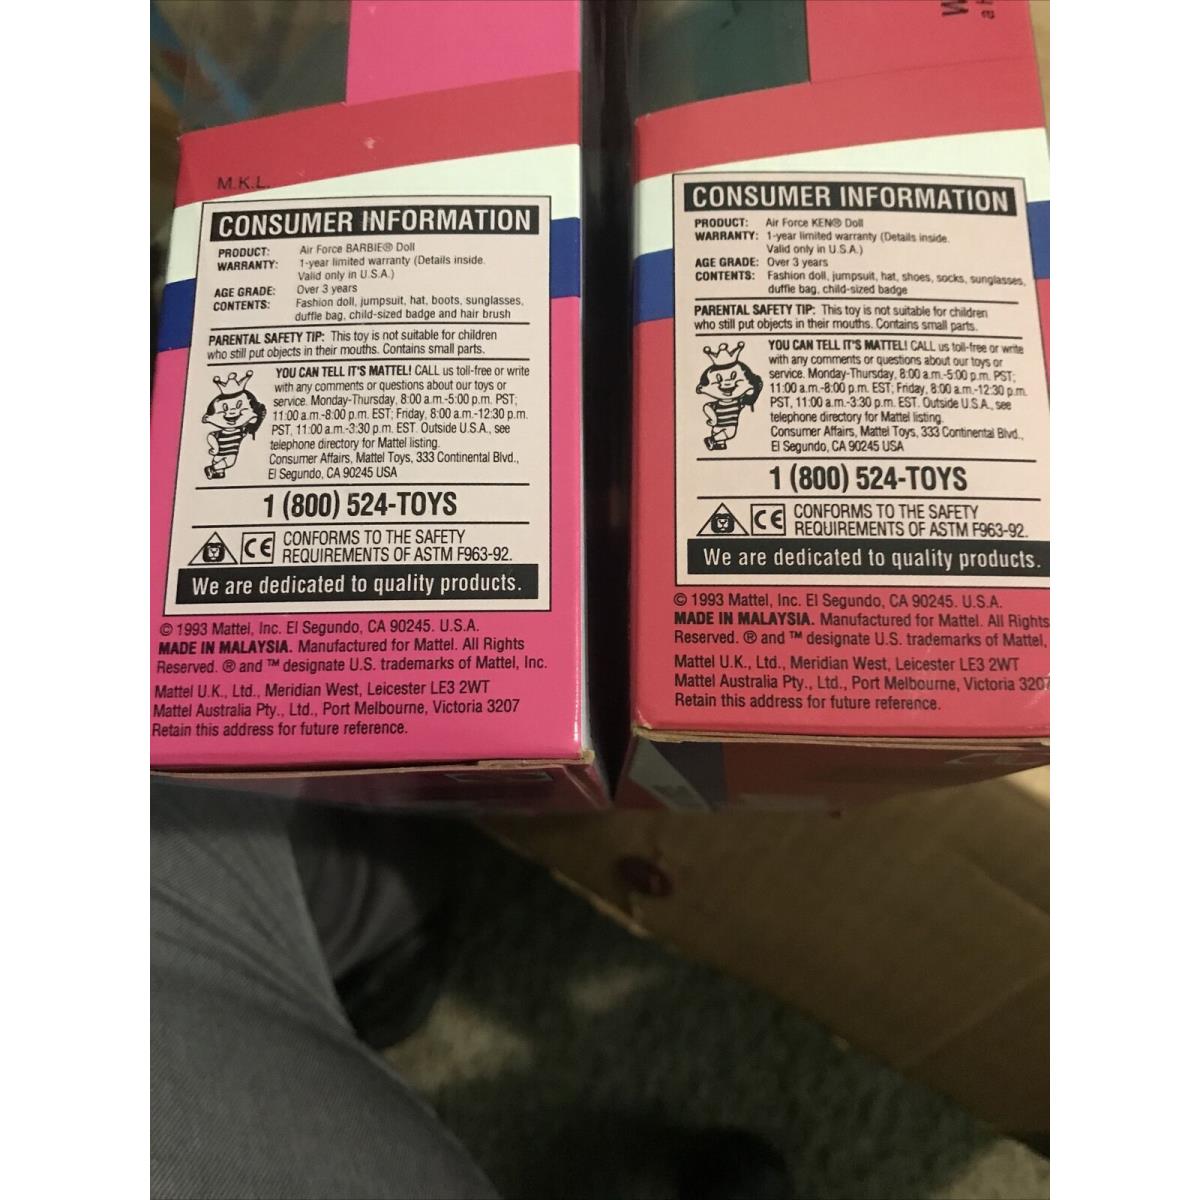 M.K.L.
CONSUMER INFORMATION
PRODUCT: Air Force BARBIE® Doll
WARRANTY: 1-year limited warranty (Details inside.
Valid only in U.S.A.)
AGE GRADE: Over 3 years
CONTENTS: Fashion doll, jumpsuit, hat, boots, sunglasses,
duffle bag, child-sized badge and hair brush
PARENTAL SAFETY TIP: This toy is not suitable for children
who still put objects in their mouths. Contains small parts.
YOU CAN TELL IT'S MATTEL! CALL us toll-free or write
with any comments or questions about our toys or
service. Monday-Thursday, 8:00 a.m.-5:00 p.m. PST;
11:00 a.m.-8:00 p.m. EST; Friday, 8:00 a.m.-12:30 p.m.
PST, 11:00 a.m.-3:30 p.m. EST. Outside U.S.A., see
telephone directory for Mattel listing.
Consumer Affairs, Mattel Toys, 333 Continental Blvd.,
El Segundo, CA 90245 USA
1 (800) 524-TOYS
CE CONFORMS TO THE SAFETY
REQUIREMENTS OF ASTM F963-92.
We are dedicated to quality products.
© 1993 Mattel, Inc. El Segundo, CA 90245. U.S.A.
MADE IN MALAYSIA. Manufactured for Mattel. All Rights
Reserved. ® and ™ designate U.S. trademarks of Mattel, Inc.
Mattel U.K., Ltd., Meridian West, Leicester LE3 2WT
Mattel Australia Pty., Ltd., Port Melbourne, Victoria 3207
Retain this address for future reference.
CONSUMER INFORMATION
PRODUCT: Air Force KEN® Doll
WARRANTY: 1-year limited warranty (Details inside.
Valid only in U.S.A.)
AGE GRADE: Over 3 years
CONTENTS: Fashion doll, jumpsuit, hat, shoes, socks, sunglasses,
duffle bag, child-sized badge
PARENTAL SAFETY TIP: This toy is not suitable for children
who still put objects in their mouths. Contains small parts.
YOU CAN TELL IT'S MATTEL! CALL us toll-free or write
with any comments or questions about our toys or
service. Monday-Thursday, 8:00 a.m.-5:00 p.m. PST;
11:00 a.m.-8:00 p.m. EST; Friday, 8:00 a.m.-12:30 p.m.
PST, 11:00 a.m.-3:30 p.m. EST. Outside U.S.A., see
telephone directory for Mattel listing.
Consumer Affairs, Mattel Toys, 333 Continental Blvd.,
El Segundo, CA 90245 USA
1 (800) 524-TOYS
CE CONFORMS TO THE SAFETY
REQUIREMENTS OF ASTM F963-92.
We are dedicated to quality products.
© 1993 Mattel, Inc. El Segundo, CA 90245. U.S.A.
MADE IN MALAYSIA. Manufactured for Mattel. All Rights
Reserved. ® and ™ designate U.S. trademarks of Mattel,
Mattel U.K., Ltd., Meridian West, Leicester LE3 2WT
Mattel Australia Pty., Ltd., Port Melbourne, Victoria 3207
Retain this address for future reference.